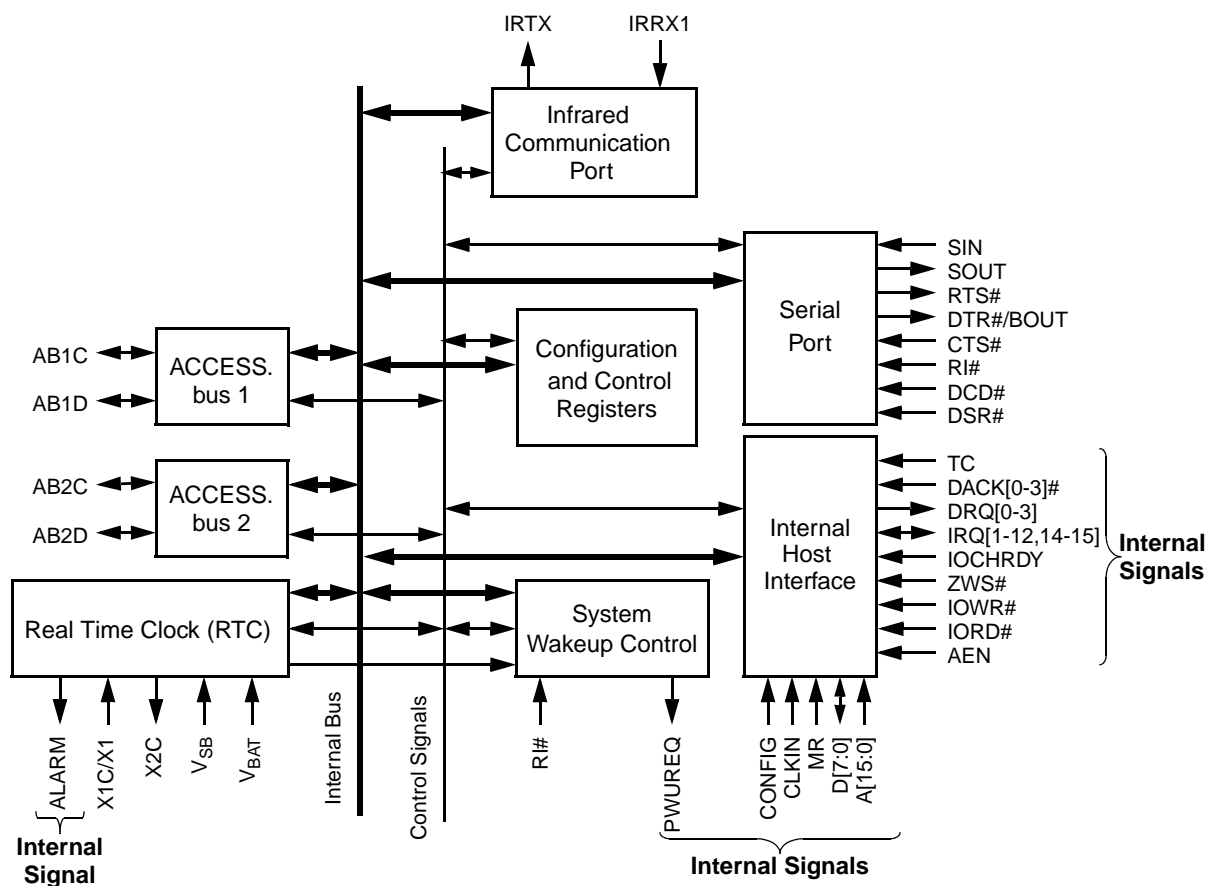 IRTX
IRRX1
Infrared
Communication
Port
SIN
SOUT
RTS#
DTR#/BOUT
CTS#
RI#
DCD#
DSR#
Serial
Port
Configuration
and Control
Registers
AB1C
AB1D
ACCESS.
bus 1
AB2C
AB2D
ACCESS.
bus 2
TC
DACK[0-3]#
DRQ[0-3]
IRQ[1-12,14-15]
IOCHRDY
ZWS#
IOWR#
IORD#
AEN
Internal
Signals
Internal
Host
Interface
Real Time Clock (RTC)
System
Wakeup Control
ALARM
X1C/X1
X2C
VSB
VBAT
Internal Bus
Control Signals
RI#
PWUREQ
CONFIG
CLKIN
MR
D[7:0]
A[15:0]
Internal
Signal
Internal Signals